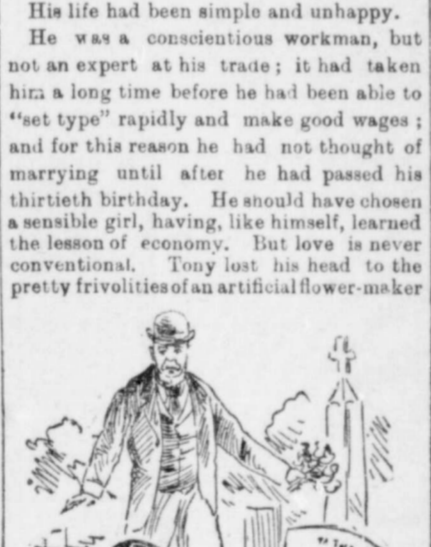 His life had been simple and unhappy.
He was a conscientious workman, but
not an expert at his trade; it had taken
him a long time before he had been able to
"set type" rapidly and make good wages;
and for this reason he had not thought of
marrying until after he had passed his
thirtieth birthday. He should have chosen
a sensible girl, having, like himself, learned
the lesson of economy. But love is never
conventional. Tony lost his head to the
pretty frivolities of an artificial flower-maker